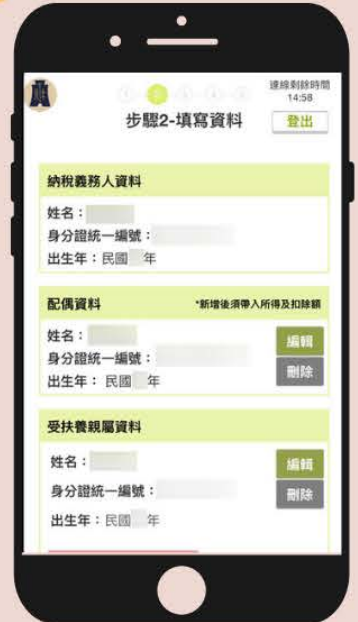 連線剩餘時間
14:58
步驟2-填寫資料
登出
納稅義務人資料
姓名：
身分證統一編號：
出生年：民國 年
配偶資料
*新增後須帶入所得及扣除額
姓名：
編輯
身分證統一編號：
刪除
出生年： 民國 年
受扶養親屬資料
姓名：
編輯
身分證統一編號：
刪除
出生年：民國 年